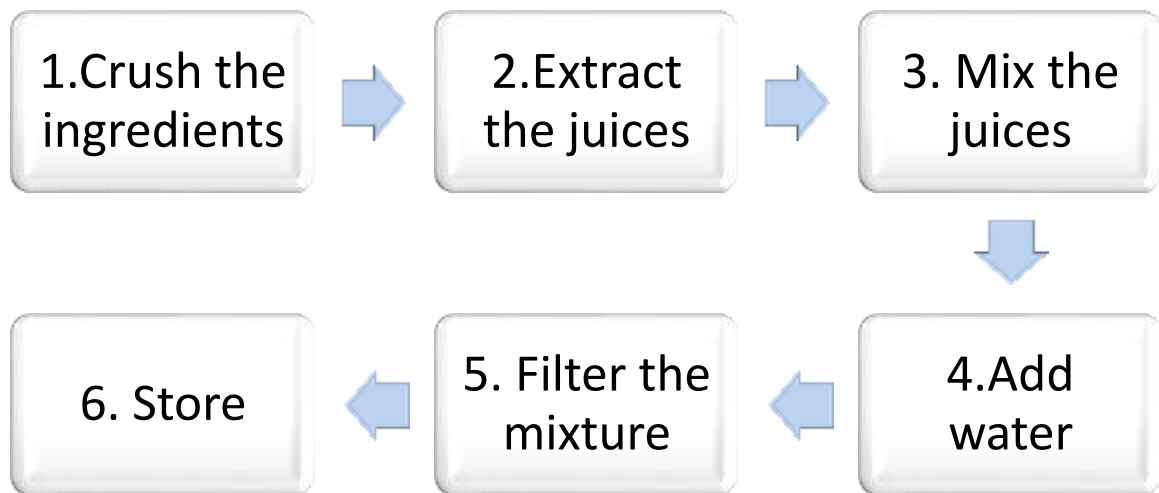 1.Crush the
ingredients
2.Extract
the juices
3. Mix the
juices
4.Add
water
5. Filter the
mixture
6. Store